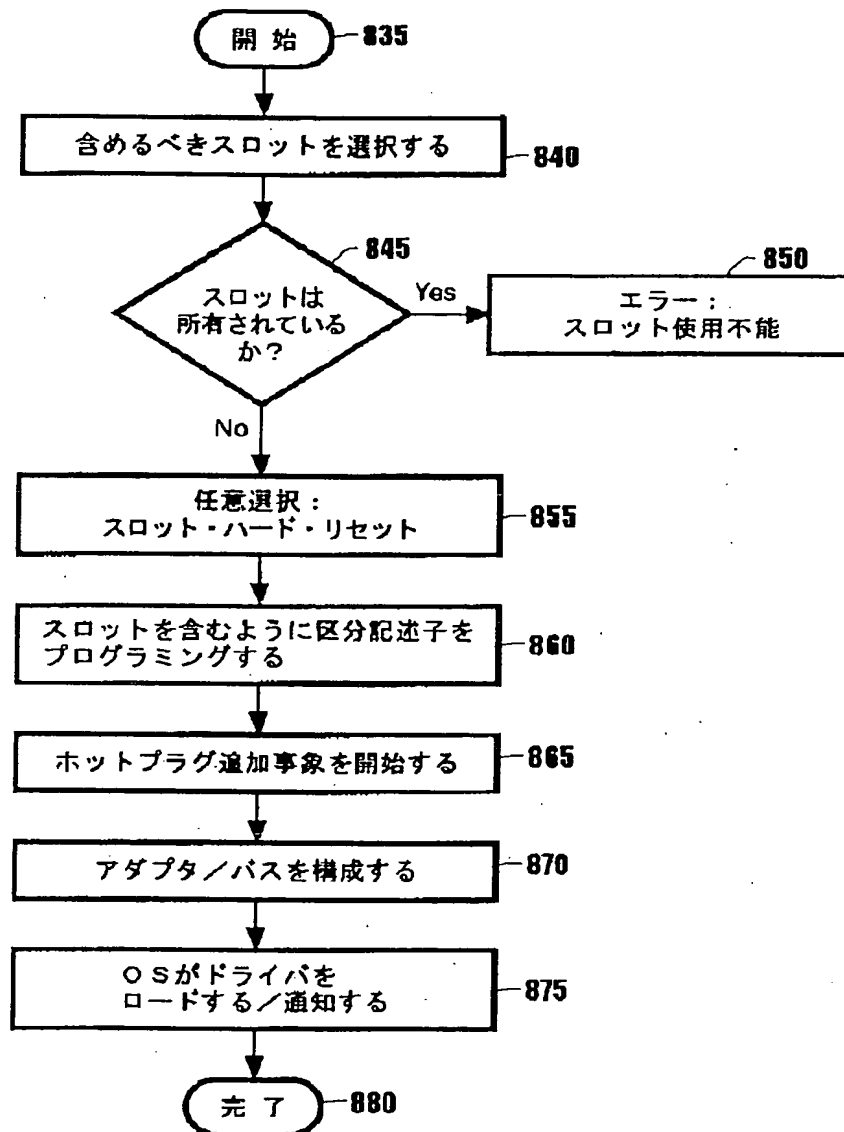 開 始
835
含めるべきスロットを選択する
840
845
スロットは
所有されている
か？
Yes
850
エラー：
スロット使用不能
No
任意選択：
スロット・ハード・リセット
855
スロットを含むように区分記述子を
プログラミングする
860
ホットプラグ追加事象を開始する
865
アダプタ／バスを構成する
870
ＯＳがドライバを
ロードする／通知する
875
完 了
880